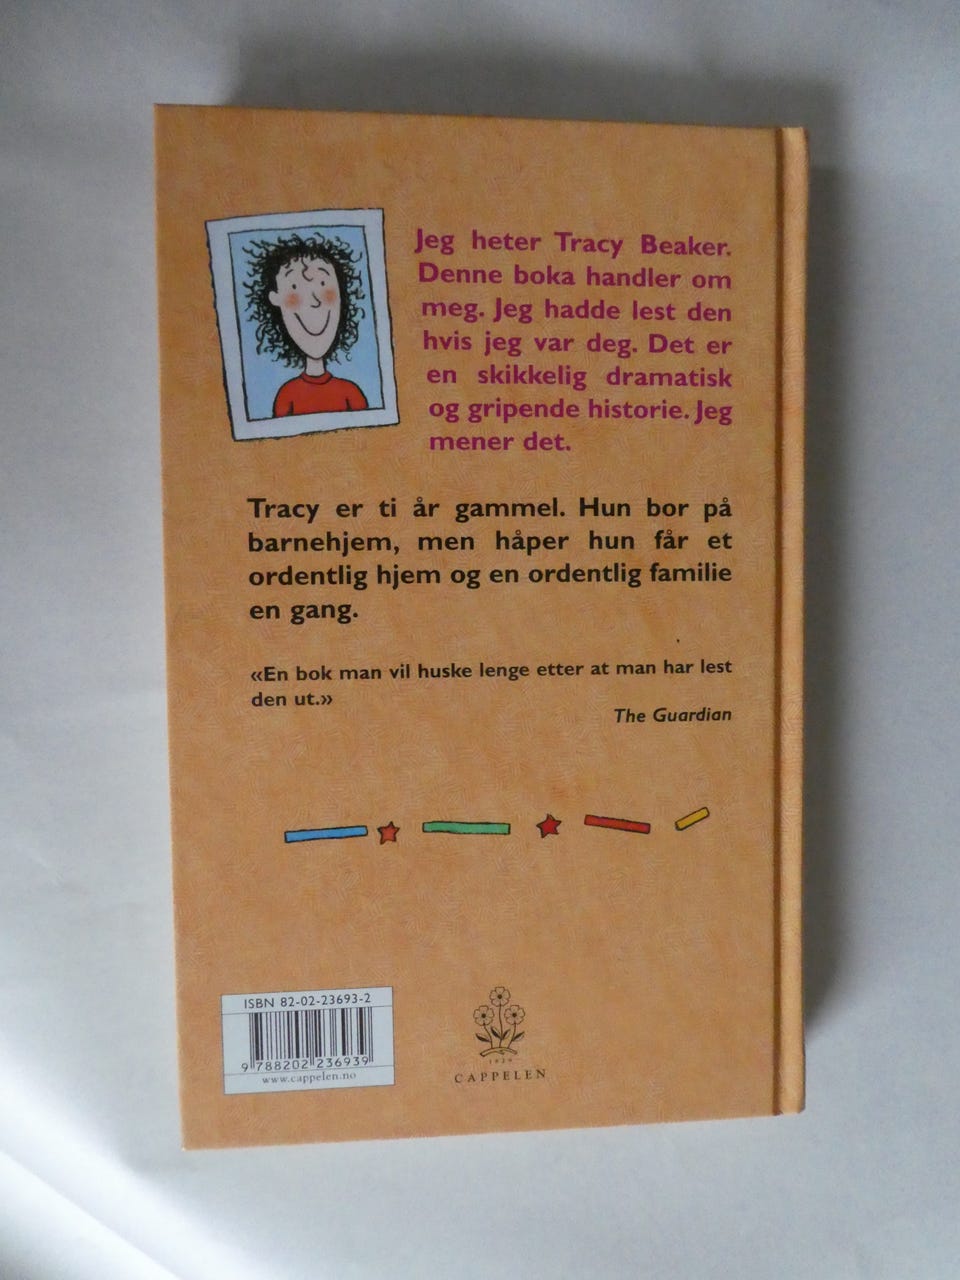 Jeg heter Tracy Beaker.
Denne boka handler om
meg. Jeg hadde lest den
hvis jeg var deg. Det er
en skikkelig dramatisk
og gripende historie. Jeg
mener det.
Tracy er ti år gammel. Hun bor på
barnehjem, men håper hun får et
ordentlig hjem og en ordentlig familie
en gang.
«En bok man vil huske lenge etter at man har lest
den ut.»
The Guardian
ISBN 82-02-23693-2
9 788202 236939
www.cappelen.no
1829
CAPPELEN